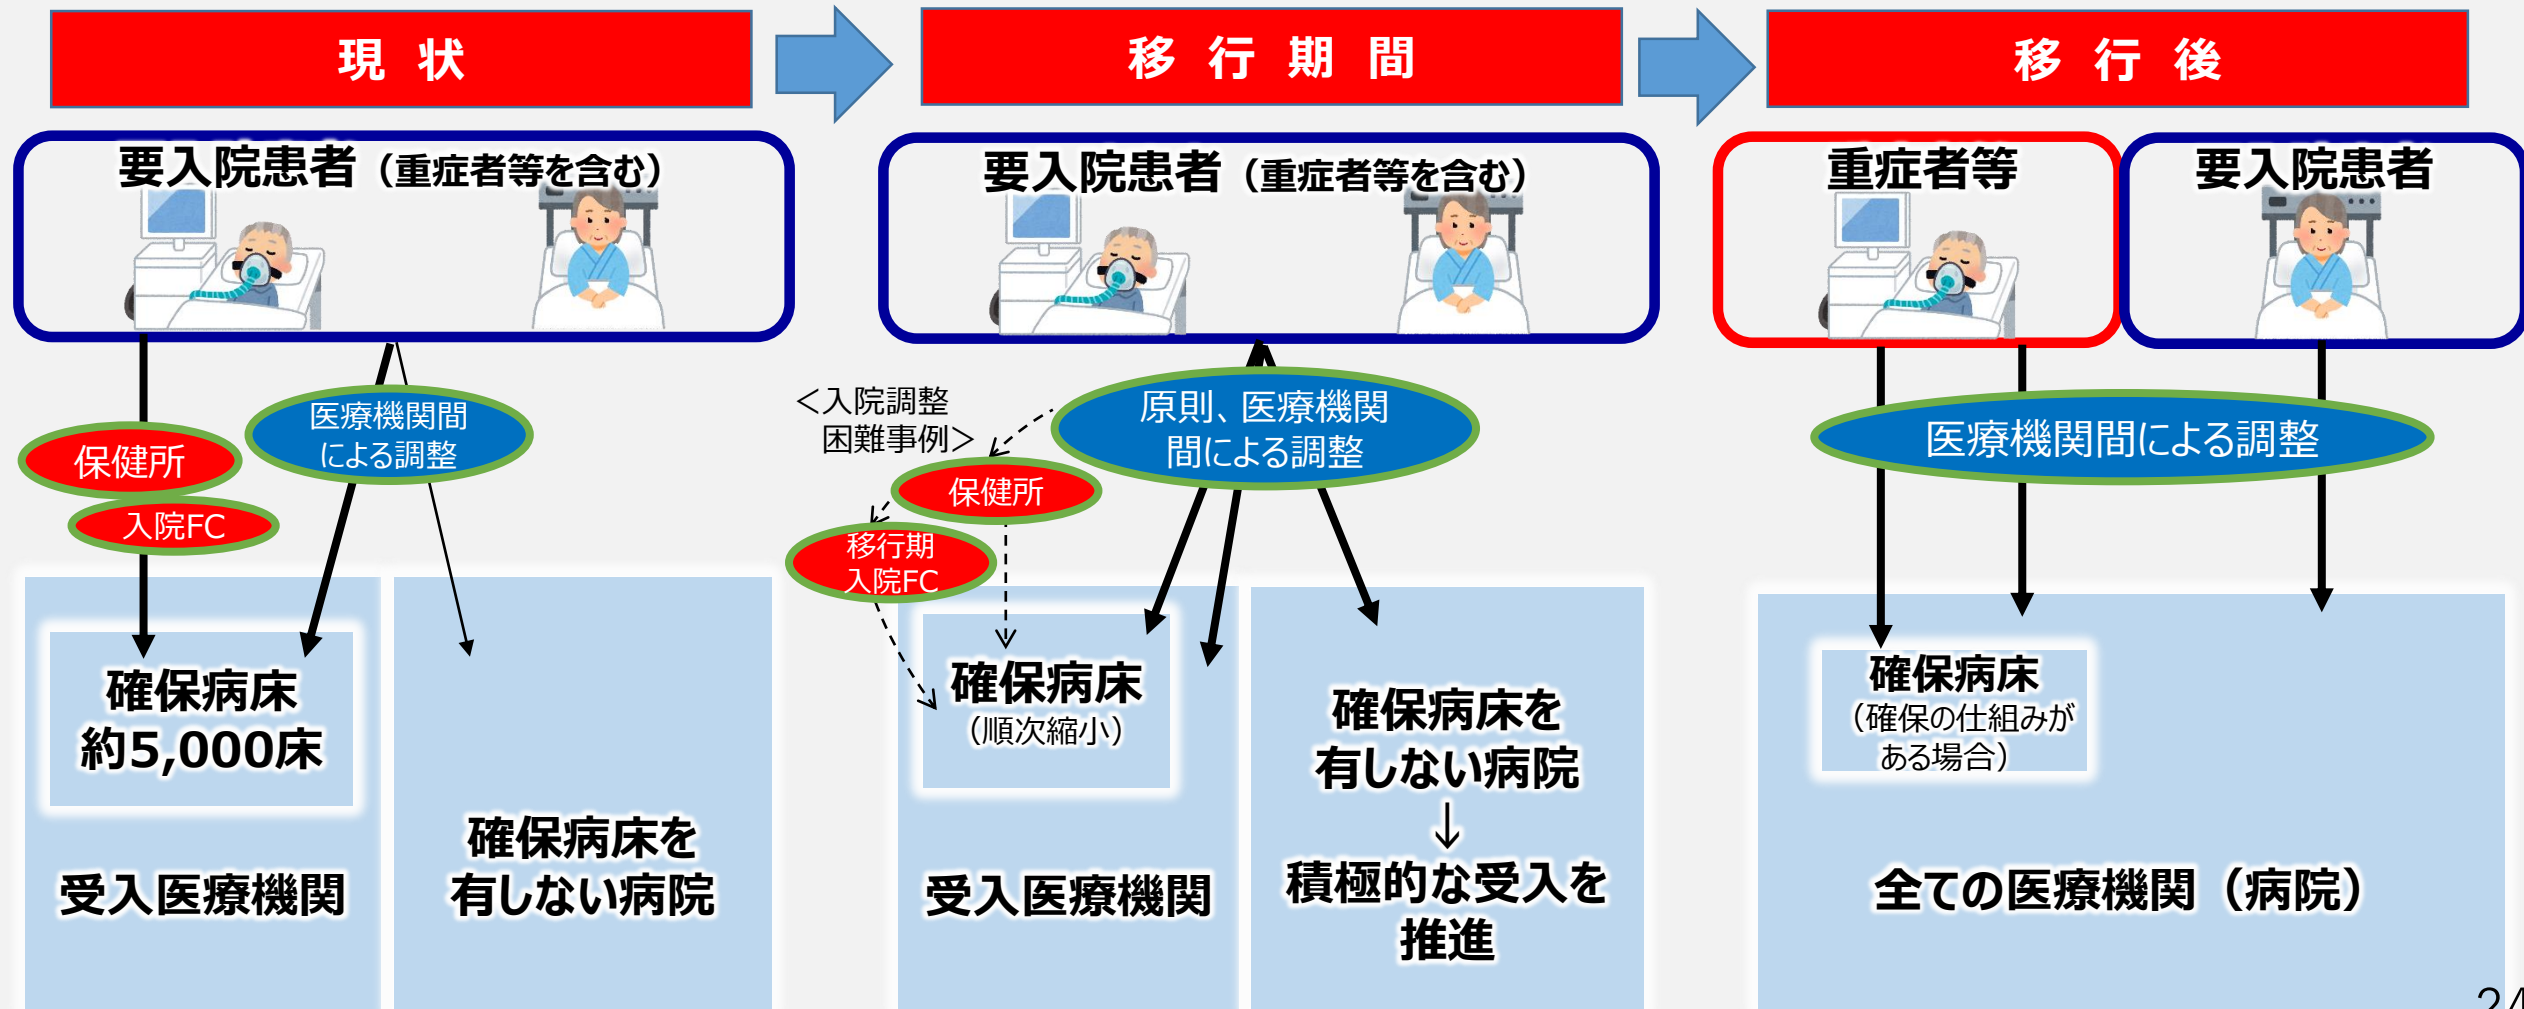 現 状
移 行 期 間
移 行 後
要入院患者（重症者等を含む）
保健所
入院FC
医療機関間
による調整
確保病床
約5,000床
受入医療機関
確保病床を
有しない病院
要入院患者（重症者等を含む）
＜入院調整
困難事例＞
原則、医療機関
間による調整
保健所
移行期
入院FC
確保病床
（順次縮小）
受入医療機関
確保病床を
有しない病院
↓
積極的な受入を
推進
重症者等
要入院患者
医療機関間による調整
確保病床
（確保の仕組みが
ある場合）
全ての医療機関（病院）
24